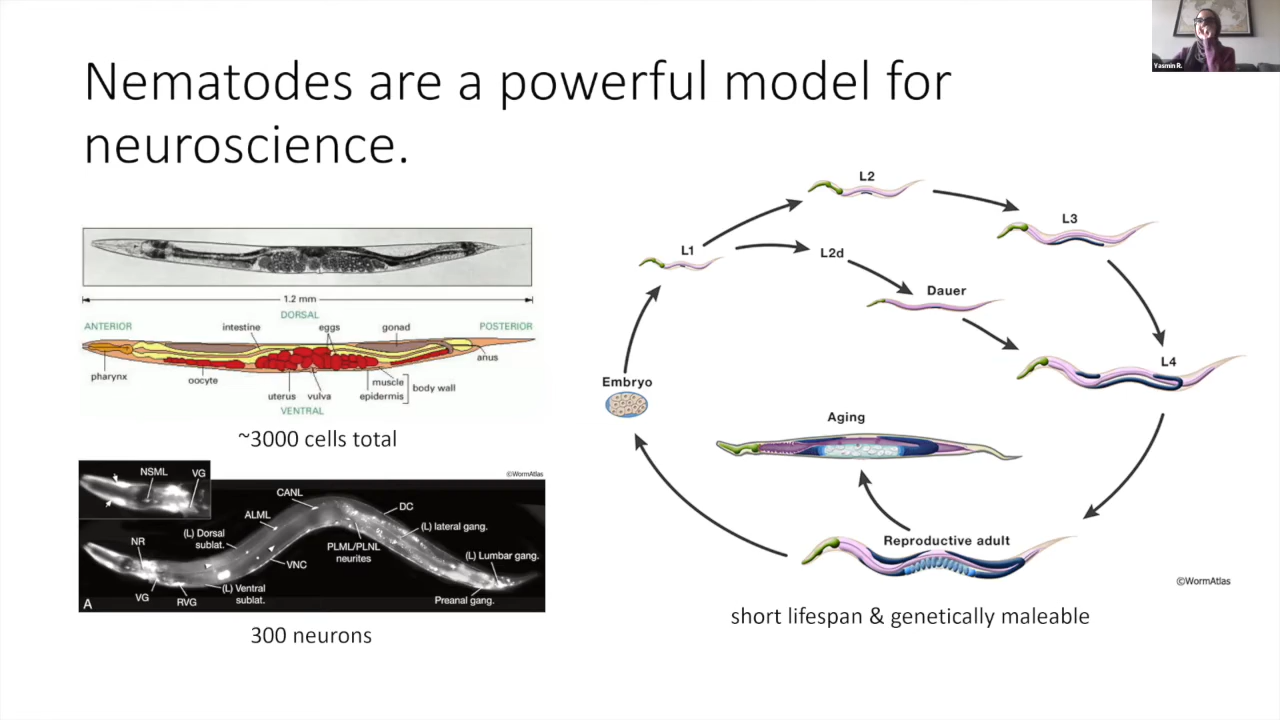 Nematodes are a powerful model for
neuroscience.
Yasmin R.
1.2 mm
DORSAL
ANTERIOR
POSTERIOR
intestine
eggs
gonad
anus
pharynx
oocyte
muscle
body wall
uterus
vulva
epidermis
VENTRAL
~3000 cells total
©WormAtlas
NSML
VG
CANL
DC
ALML
(L) lateral gang.
(L) Dorsal
sublat.
NR
PLML/PLNL
neurites
(L) Lumbar gang.
VNC
(L) Ventral
sublat.
VG
RVG
Preanal gang.
A
300 neurons
L2
L3
L1
L2d
Dauer
L4
Embryo
Aging
Reproductive adult
©WormAtlas
short lifespan & genetically maleable